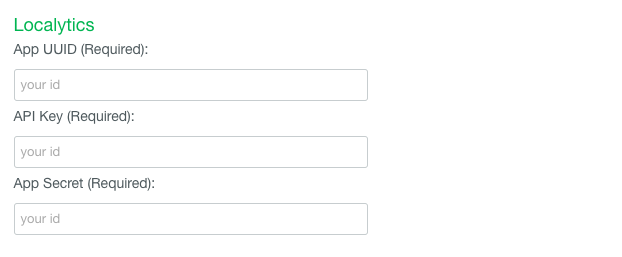 Localytics
App UUID (Required):
your id
API Key (Required):
your id
App Secret (Required):
your id